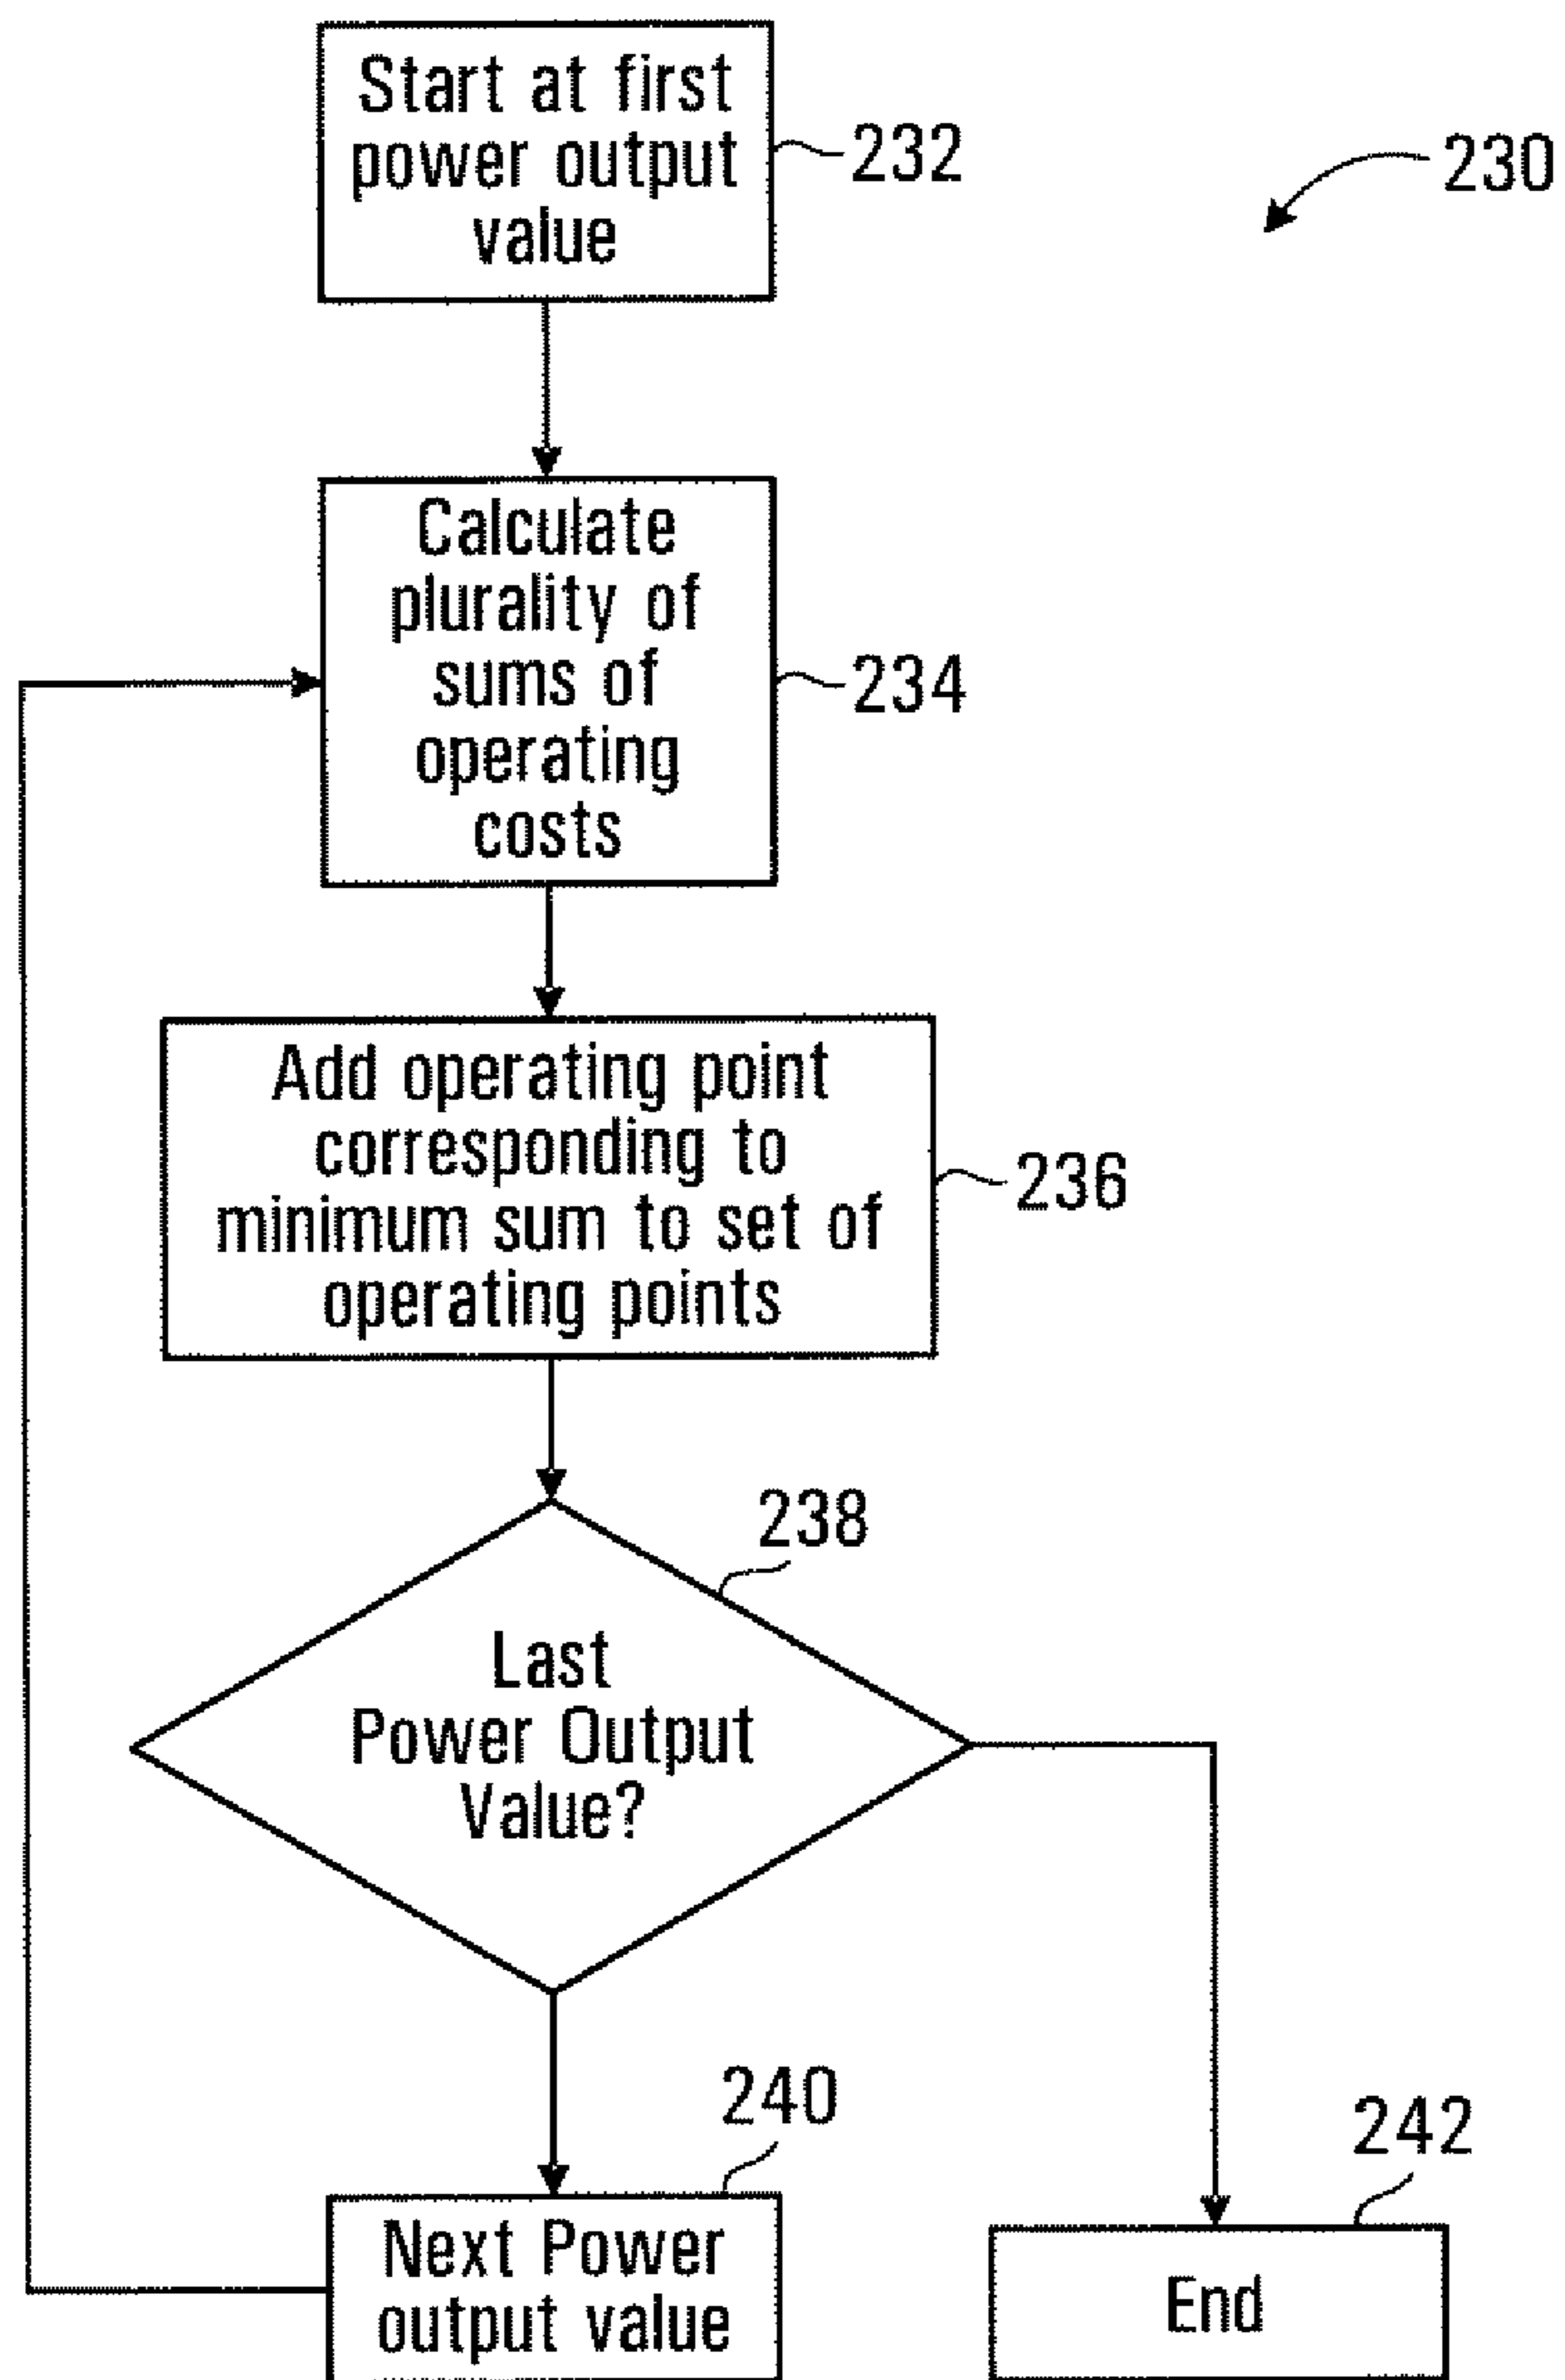 Start at first
power output
value
232
230
Calculate
plurality of
sums of
operating
costs
234
Add operating point
corresponding to
minimum sum to set of
operating points
236
238
Last
Power Output
Value?
240
Next Power
output value
242
End